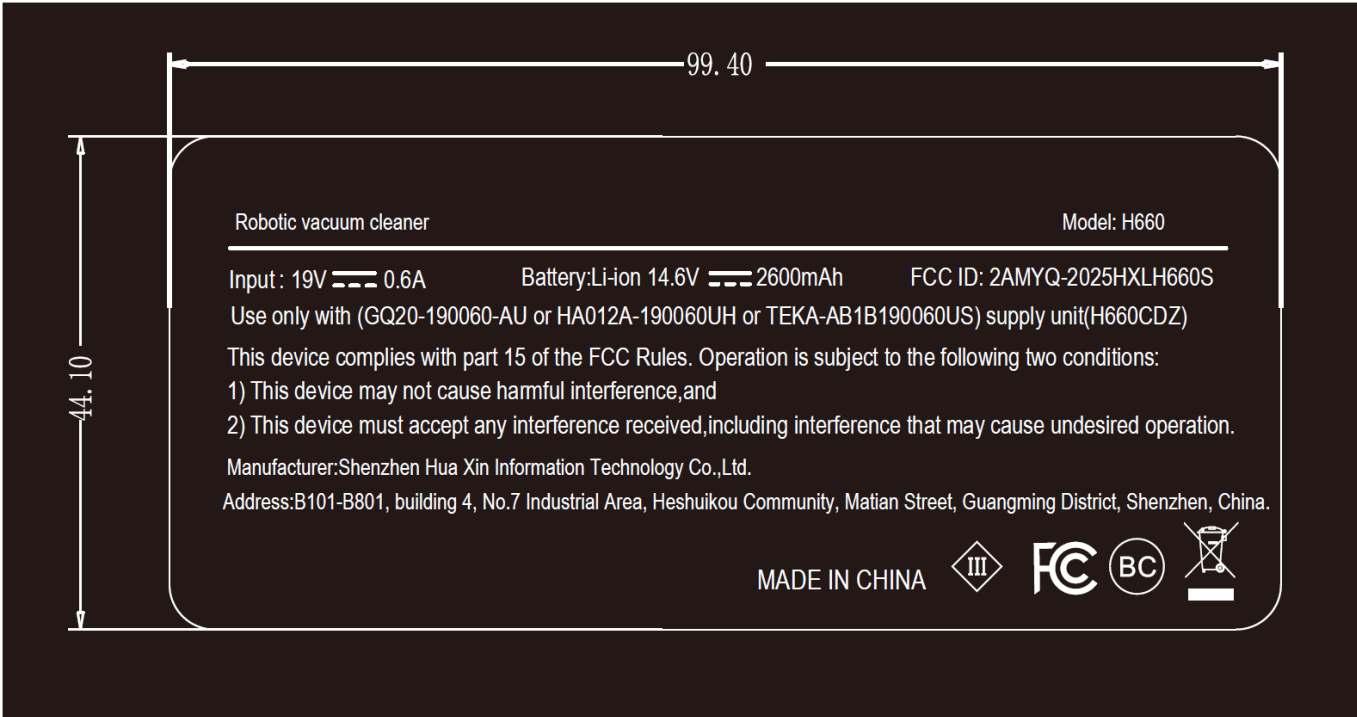 99.40
Robotic vacuum cleaner Model: H660
Input : 19V 0.6A Battery:Li-ion 14.6V 2600mAh FCC ID: 2AMYQ-2025HXLH660S
Use only with (GQ20-190060-AU or HA012A-190060UH or TEKA-AB1B190060US) supply unit(H660CDZ)
44.10
This device complies with part 15 of the FCC Rules. Operation is subject to the following two conditions:
1) This device may not cause harmful interference,and
2) This device must accept any interference received,including interference that may cause undesired operation.
Manufacturer:Shenzhen Hua Xin Information Technology Co.,Ltd.
Address:B101-B801, building 4, No.7 Industrial Area, Heshuikou Community, Matian Street, Guangming District, Shenzhen, China.
MADE IN CHINA III FC BC